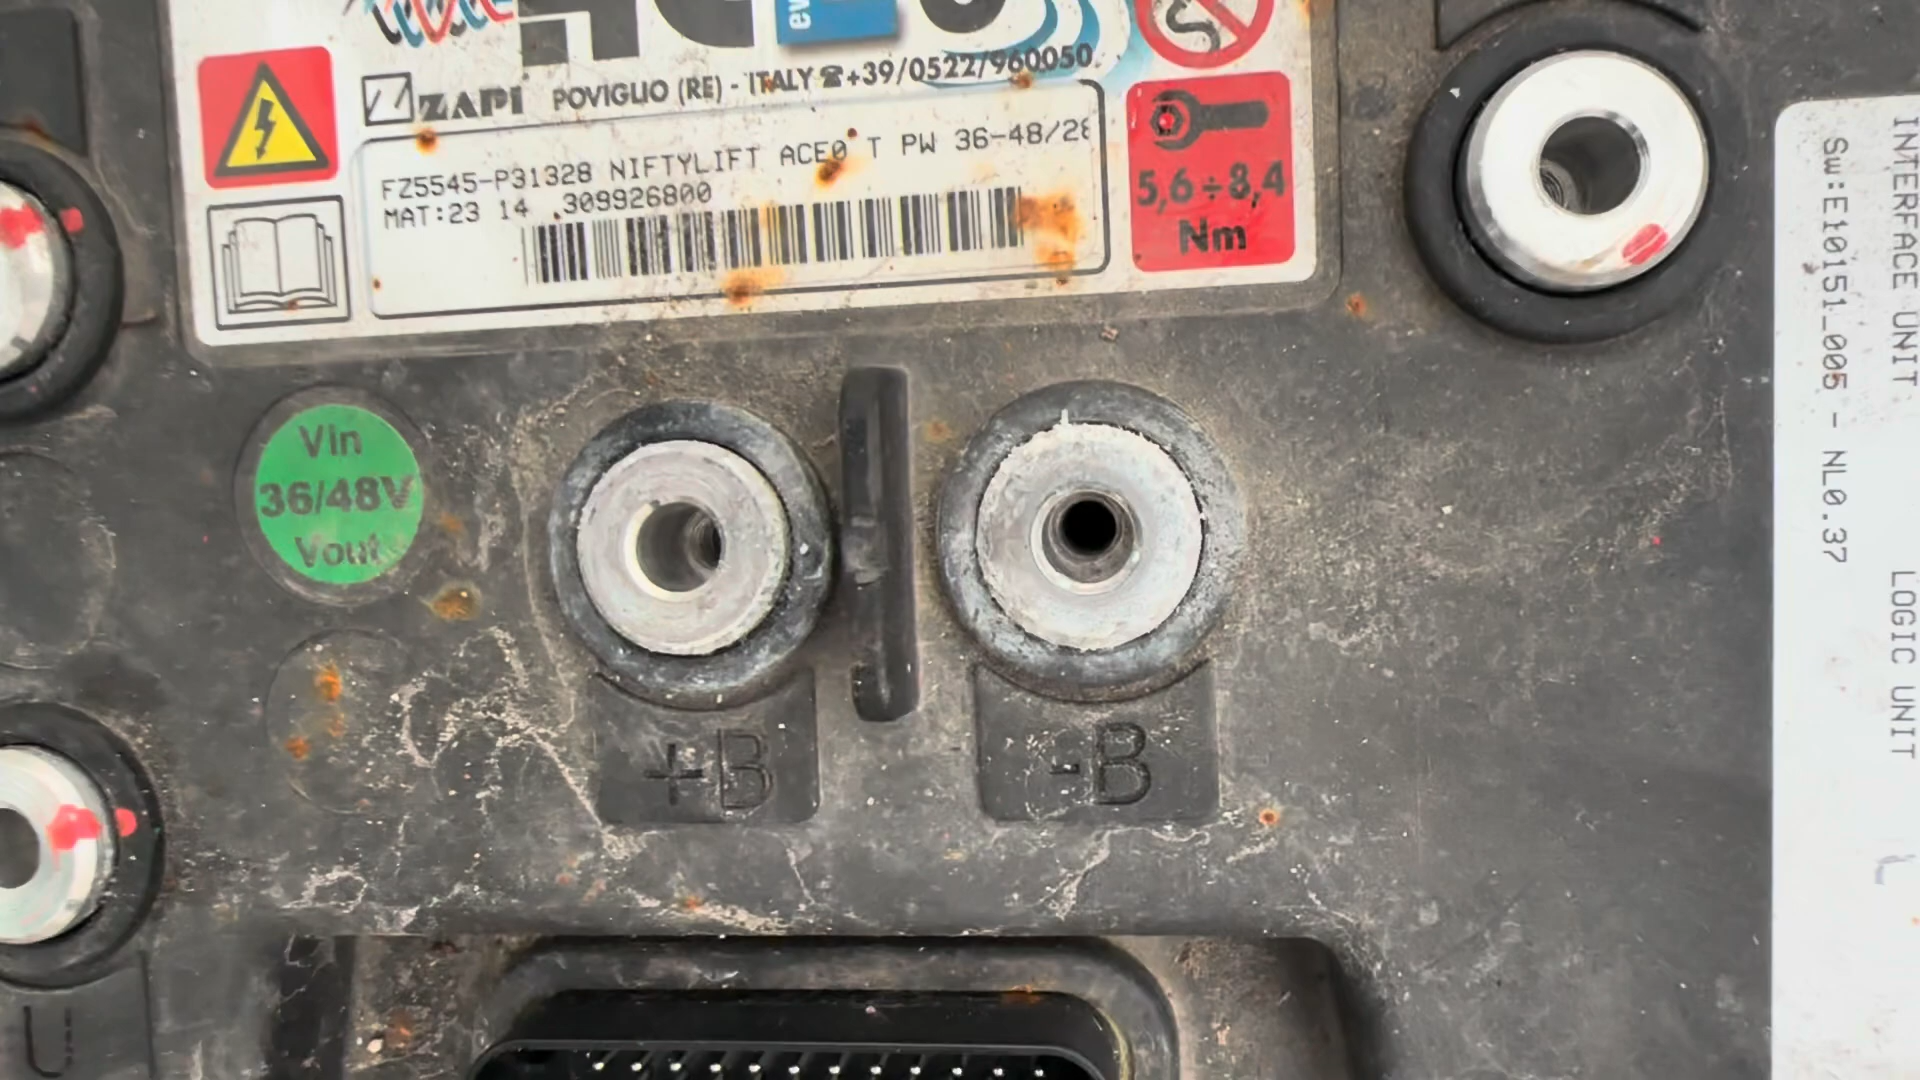 ZAPI POVIGLIO (RE) - ITALY ☎+39/0522/960050
FZ5545-P31328 NIFTYLIFT ACE0 T PW 36-48/28
MAT:23 14 309926800
5,6÷8,4
Nm
Vin
36/48V
Vout
+B
-B
U
INTERFACE UNIT
LOGIC UNIT
Sw:E10151_005 - NL0.37